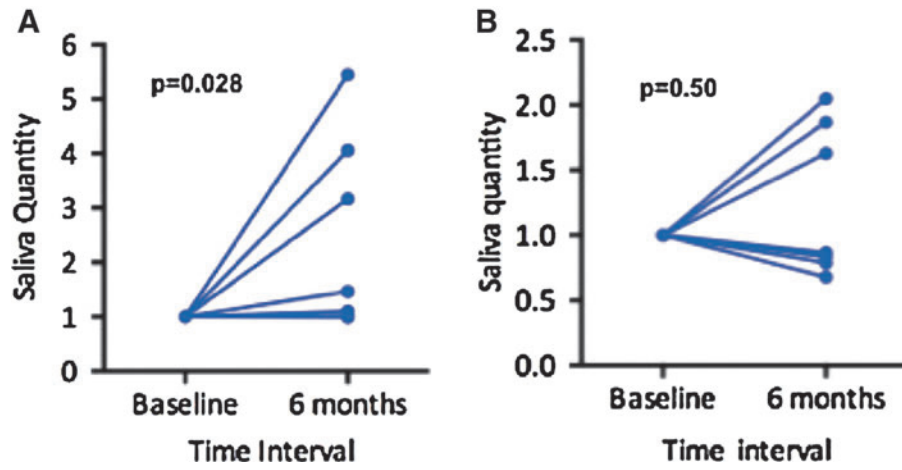 A
Saliva Quantity
6
5
4
3
2
1
0
p=0.028
Baseline 6 months
Time Interval
B
Saliva quantity
2.5
2.0
1.5
1.0
0.5
0.0
p=0.50
Baseline 6 months
Time interval